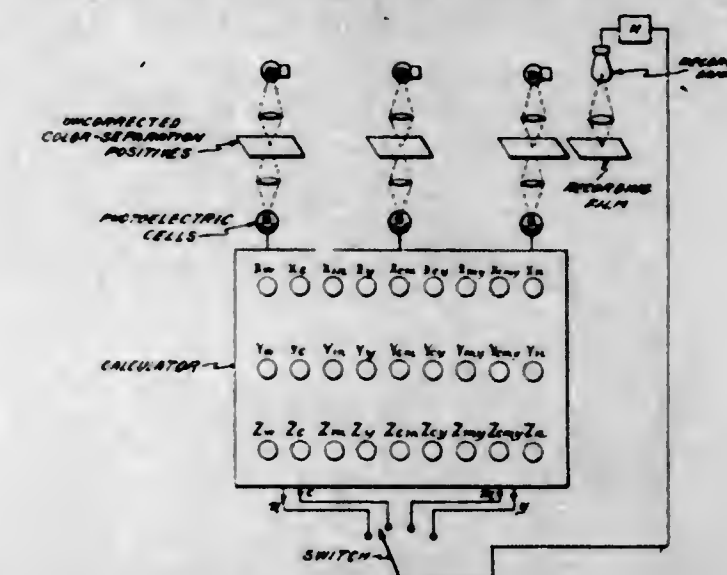 N
UNCORRECTED
COLOR-SEPARATION
POSITIVES
RECORDING
FILM
PHOTOELECTRIC
CELLS
Xw Xc Xm Xy Xcm Xcy Xmy Xcmy Xn
CALCULATOR
Yw Yc Ym Yy Ycm Ycy Ymy Ycmy Yn
Zw Zc Zm Zy Zcm Zcy Zmy Zcmy Zn
n c m y
SWITCH